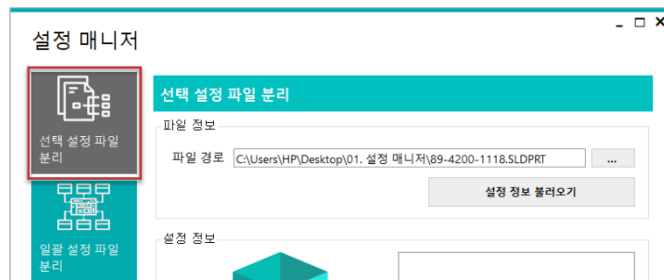 설정 매니저
선택 설정 파일
분리
일괄 설정 파일
분리
선택 설정 파일 분리
파일 정보
파일 경로 C:\Users\HP\Desktop\01. 설정 매니저\89-4200-1118.SLDPRT ...
설정 정보 불러오기
설정 정보